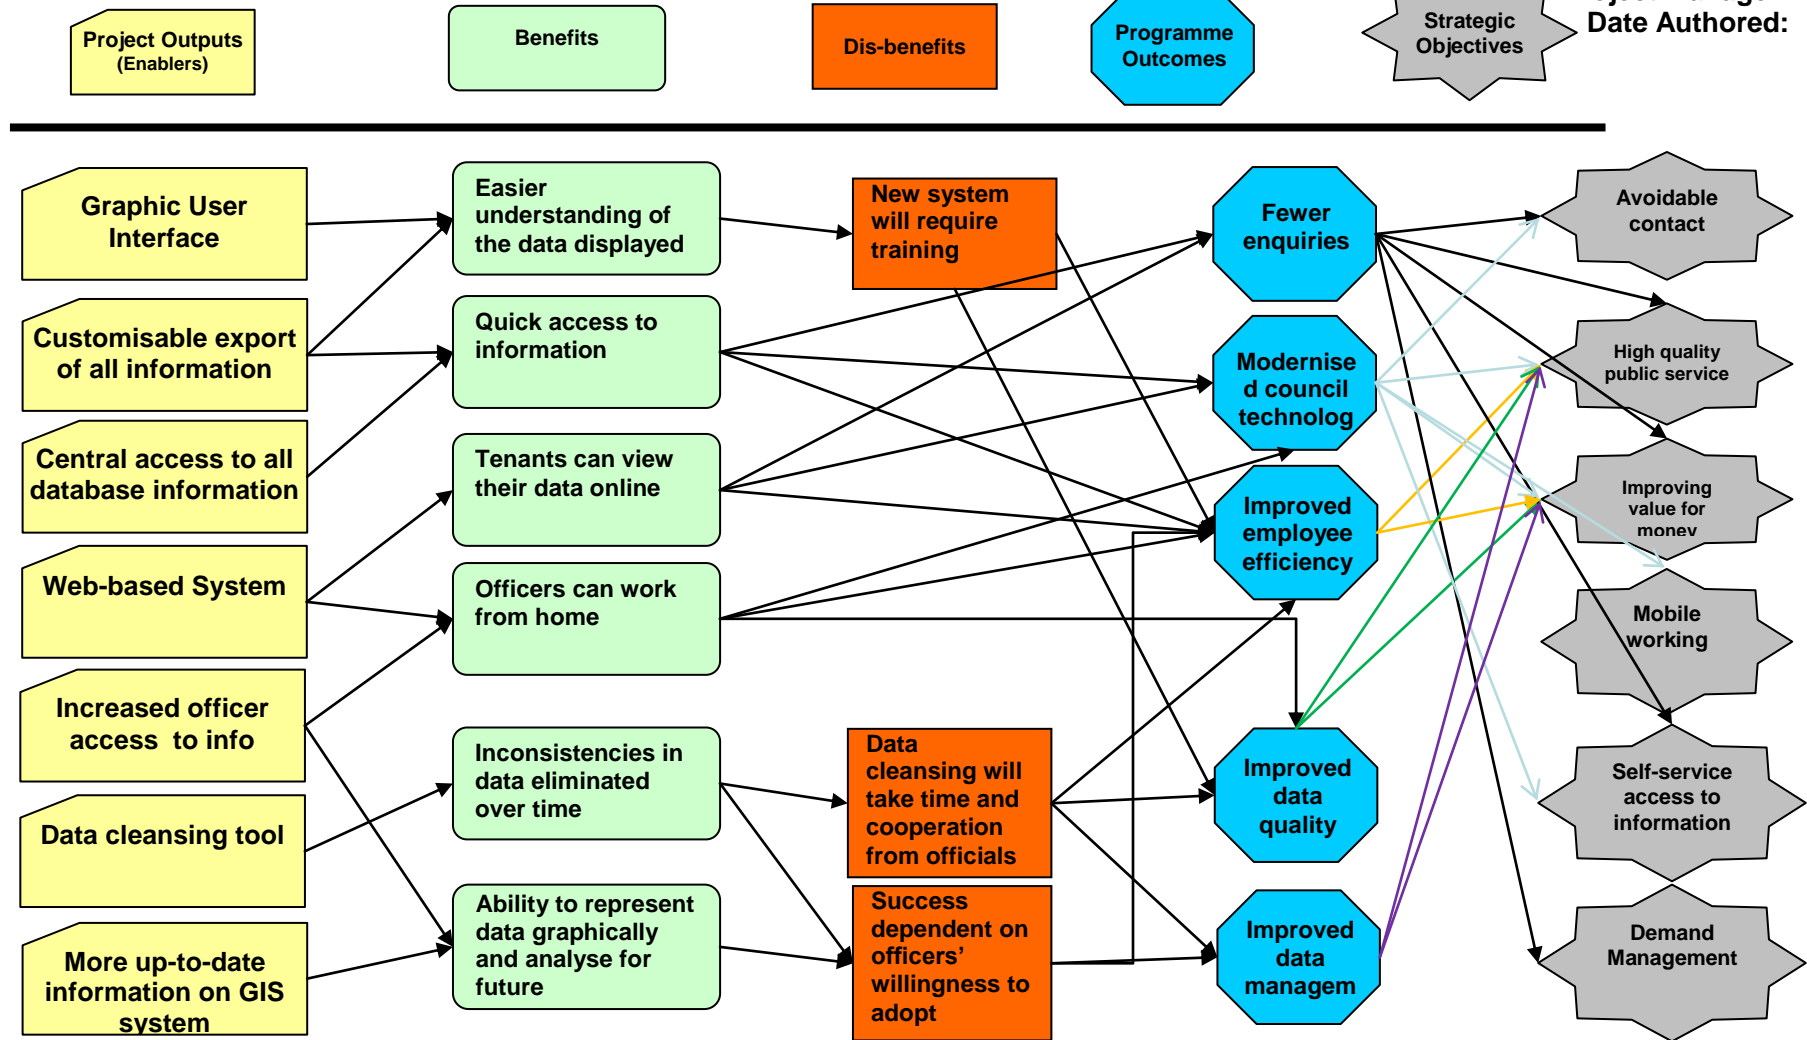 Date Authored:
Project Outputs
(Enablers)
Benefits
Dis-benefits
Programme
Outcomes
Strategic
Objectives
Graphic User
Interface
Customisable export
of all information
Central access to all
database information
Web-based System
Increased officer
access to info
Data cleansing tool
More up-to-date
information on GIS
system
Easier
understanding of
the data displayed
Quick access to
information
Tenants can view
their data online
Officers can work
from home
Inconsistencies in
data eliminated
over time
Ability to represent
data graphically
and analyse for
future
New system
will require
training
Data
cleansing will
take time and
cooperation
from officials
Success
dependent on
officers’
willingness to
adopt
Fewer
enquiries
Modernise
d council
technolog
Improved
employee
efficiency
Improved
data
quality
Improved
data
managem
Avoidable
contact
High quality
public service
Improving
value for
money
Mobile
working
Self-service
access to
information
Demand
Management